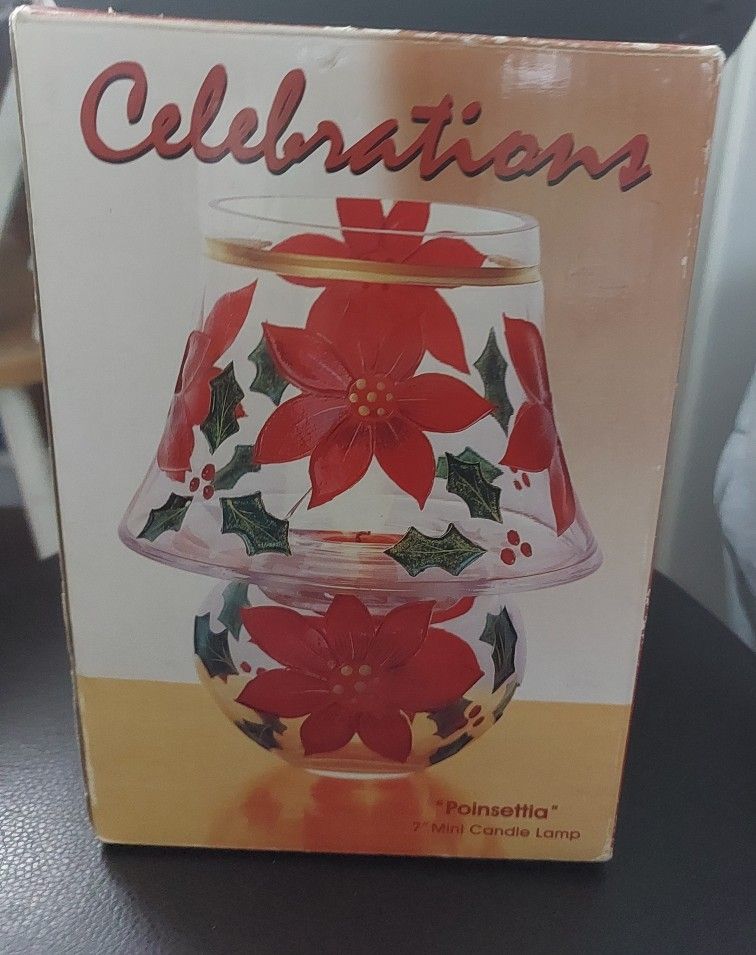 Celebrations
"Poinsettia"
7" Mini Candle Lamp